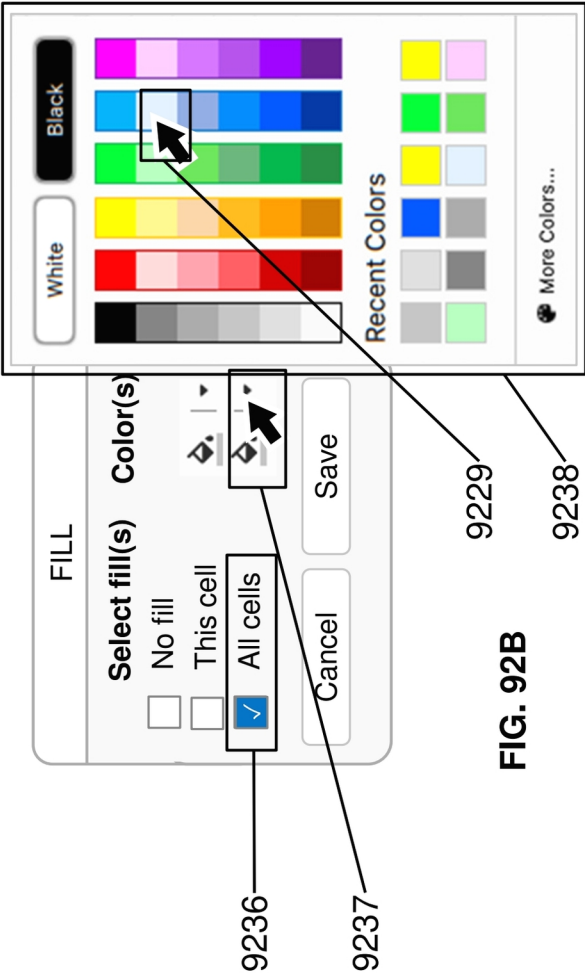 FILL
Select fill(s) Color(s)
No fill
This cell
✓ All cells
Cancel Save
White Black
Recent Colors
More Colors...
9236
9237
9229
9238
FIG. 92B